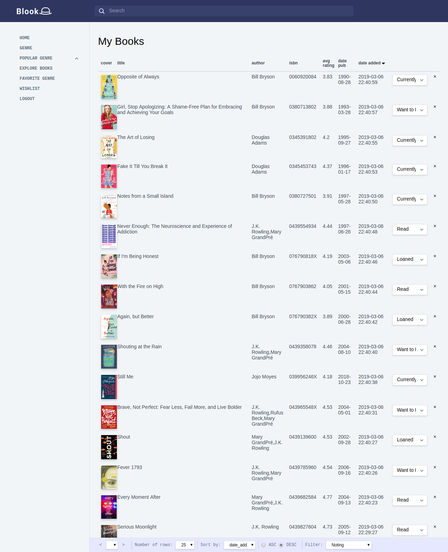 Blook
Search
HOME
GENRE
POPULAR GENRE
EXPLORE BOOKS
FAVORITE GENRE
WISHLIST
LOGOUT
My Books
cover title author isbn avg rating date pub date added
Opposite of Always Bill Bryson 0060920084 3.83 1990-08-28 2019-03-06 22:40:59 Currently ×
Girl, Stop Apologizing: A Shame-Free Plan for Embracing and Achieving Your Goals Bill Bryson 0380713802 3.88 1993-03-28 2019-03-06 22:40:57 Want to ×
The Art of Losing Douglas Adams 0345391802 4.2 1995-09-27 2019-03-06 22:40:55 Currently ×
Fake It Till You Break It Douglas Adams 0345453743 4.37 1996-01-17 2019-03-06 22:40:53 Currently ×
Notes from a Small Island Bill Bryson 0380727501 3.91 1997-05-28 2019-03-06 22:40:50 Currently ×
Never Enough: The Neuroscience and Experience of Addiction J.K. Rowling,Mary GrandPré 0439554934 4.44 1997-06-26 2019-03-06 22:40:48 Read ×
If I'm Being Honest Bill Bryson 076790818X 4.19 2003-05-06 2019-03-06 22:40:46 Loaned ×
With the Fire on High Bill Bryson 0767903862 4.05 2001-05-15 2019-03-06 22:40:44 Read ×
Again, but Better Bill Bryson 076790382X 3.89 2000-06-28 2019-03-06 22:40:42 Loaned ×
Shouting at the Rain J.K. Rowling,Mary GrandPré 0439358078 4.46 2004-08-10 2019-03-06 22:40:40 Want to ×
Still Me Jojo Moyes 039956246X 4.18 2018-10-23 2019-03-06 22:40:38 Currently ×
Brave, Not Perfect: Fear Less, Fail More, and Live Bolder J.K. Rowling,Rufus Beck,Mary GrandPré 043965548X 4.53 2004-05-01 2019-03-06 22:40:31 Want to ×
Shout Mary GrandPré,J.K. Rowling 0439139600 4.53 2002-09-28 2019-03-06 22:40:27 Loaned ×
Fever 1793 J.K. Rowling,Mary GrandPré 0439785960 4.54 2006-09-16 2019-03-06 22:40:26 Want to ×
Every Moment After Mary GrandPré,J.K. Rowling 0439682584 4.77 2004-09-13 2019-03-06 22:40:23 Read ×
Serious Moonlight J.K. Rowling 0439827604 4.73 2005-09-12 2019-03-06 22:29:27 Read ×
< > Number of rows: 25 Sort by: date_add ASC DESC Filter: Noting